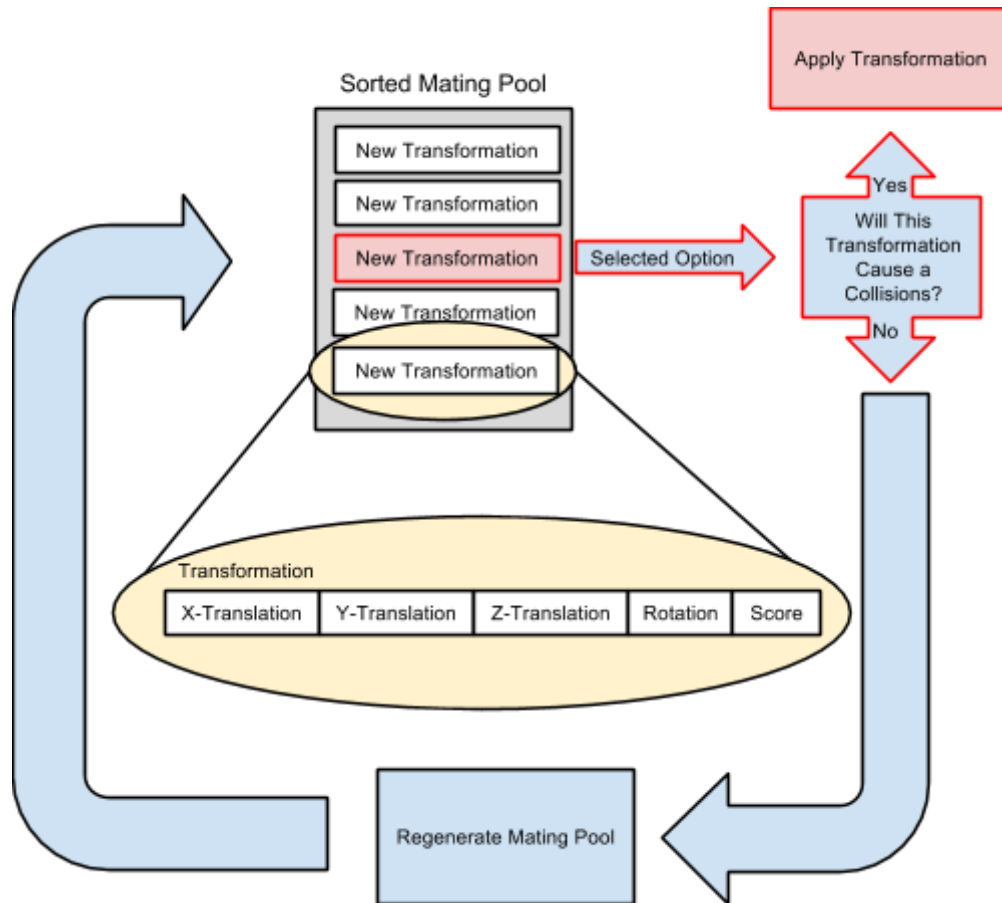 Apply Transformation
Sorted Mating Pool
New Transformation
New Transformation
New Transformation
New Transformation
New Transformation
Selected Option
Yes
Will This
Transformation
Cause a
Collisions?
No
Transformation
X-Translation Y-Translation Z-Translation Rotation Score
Regenerate Mating Pool